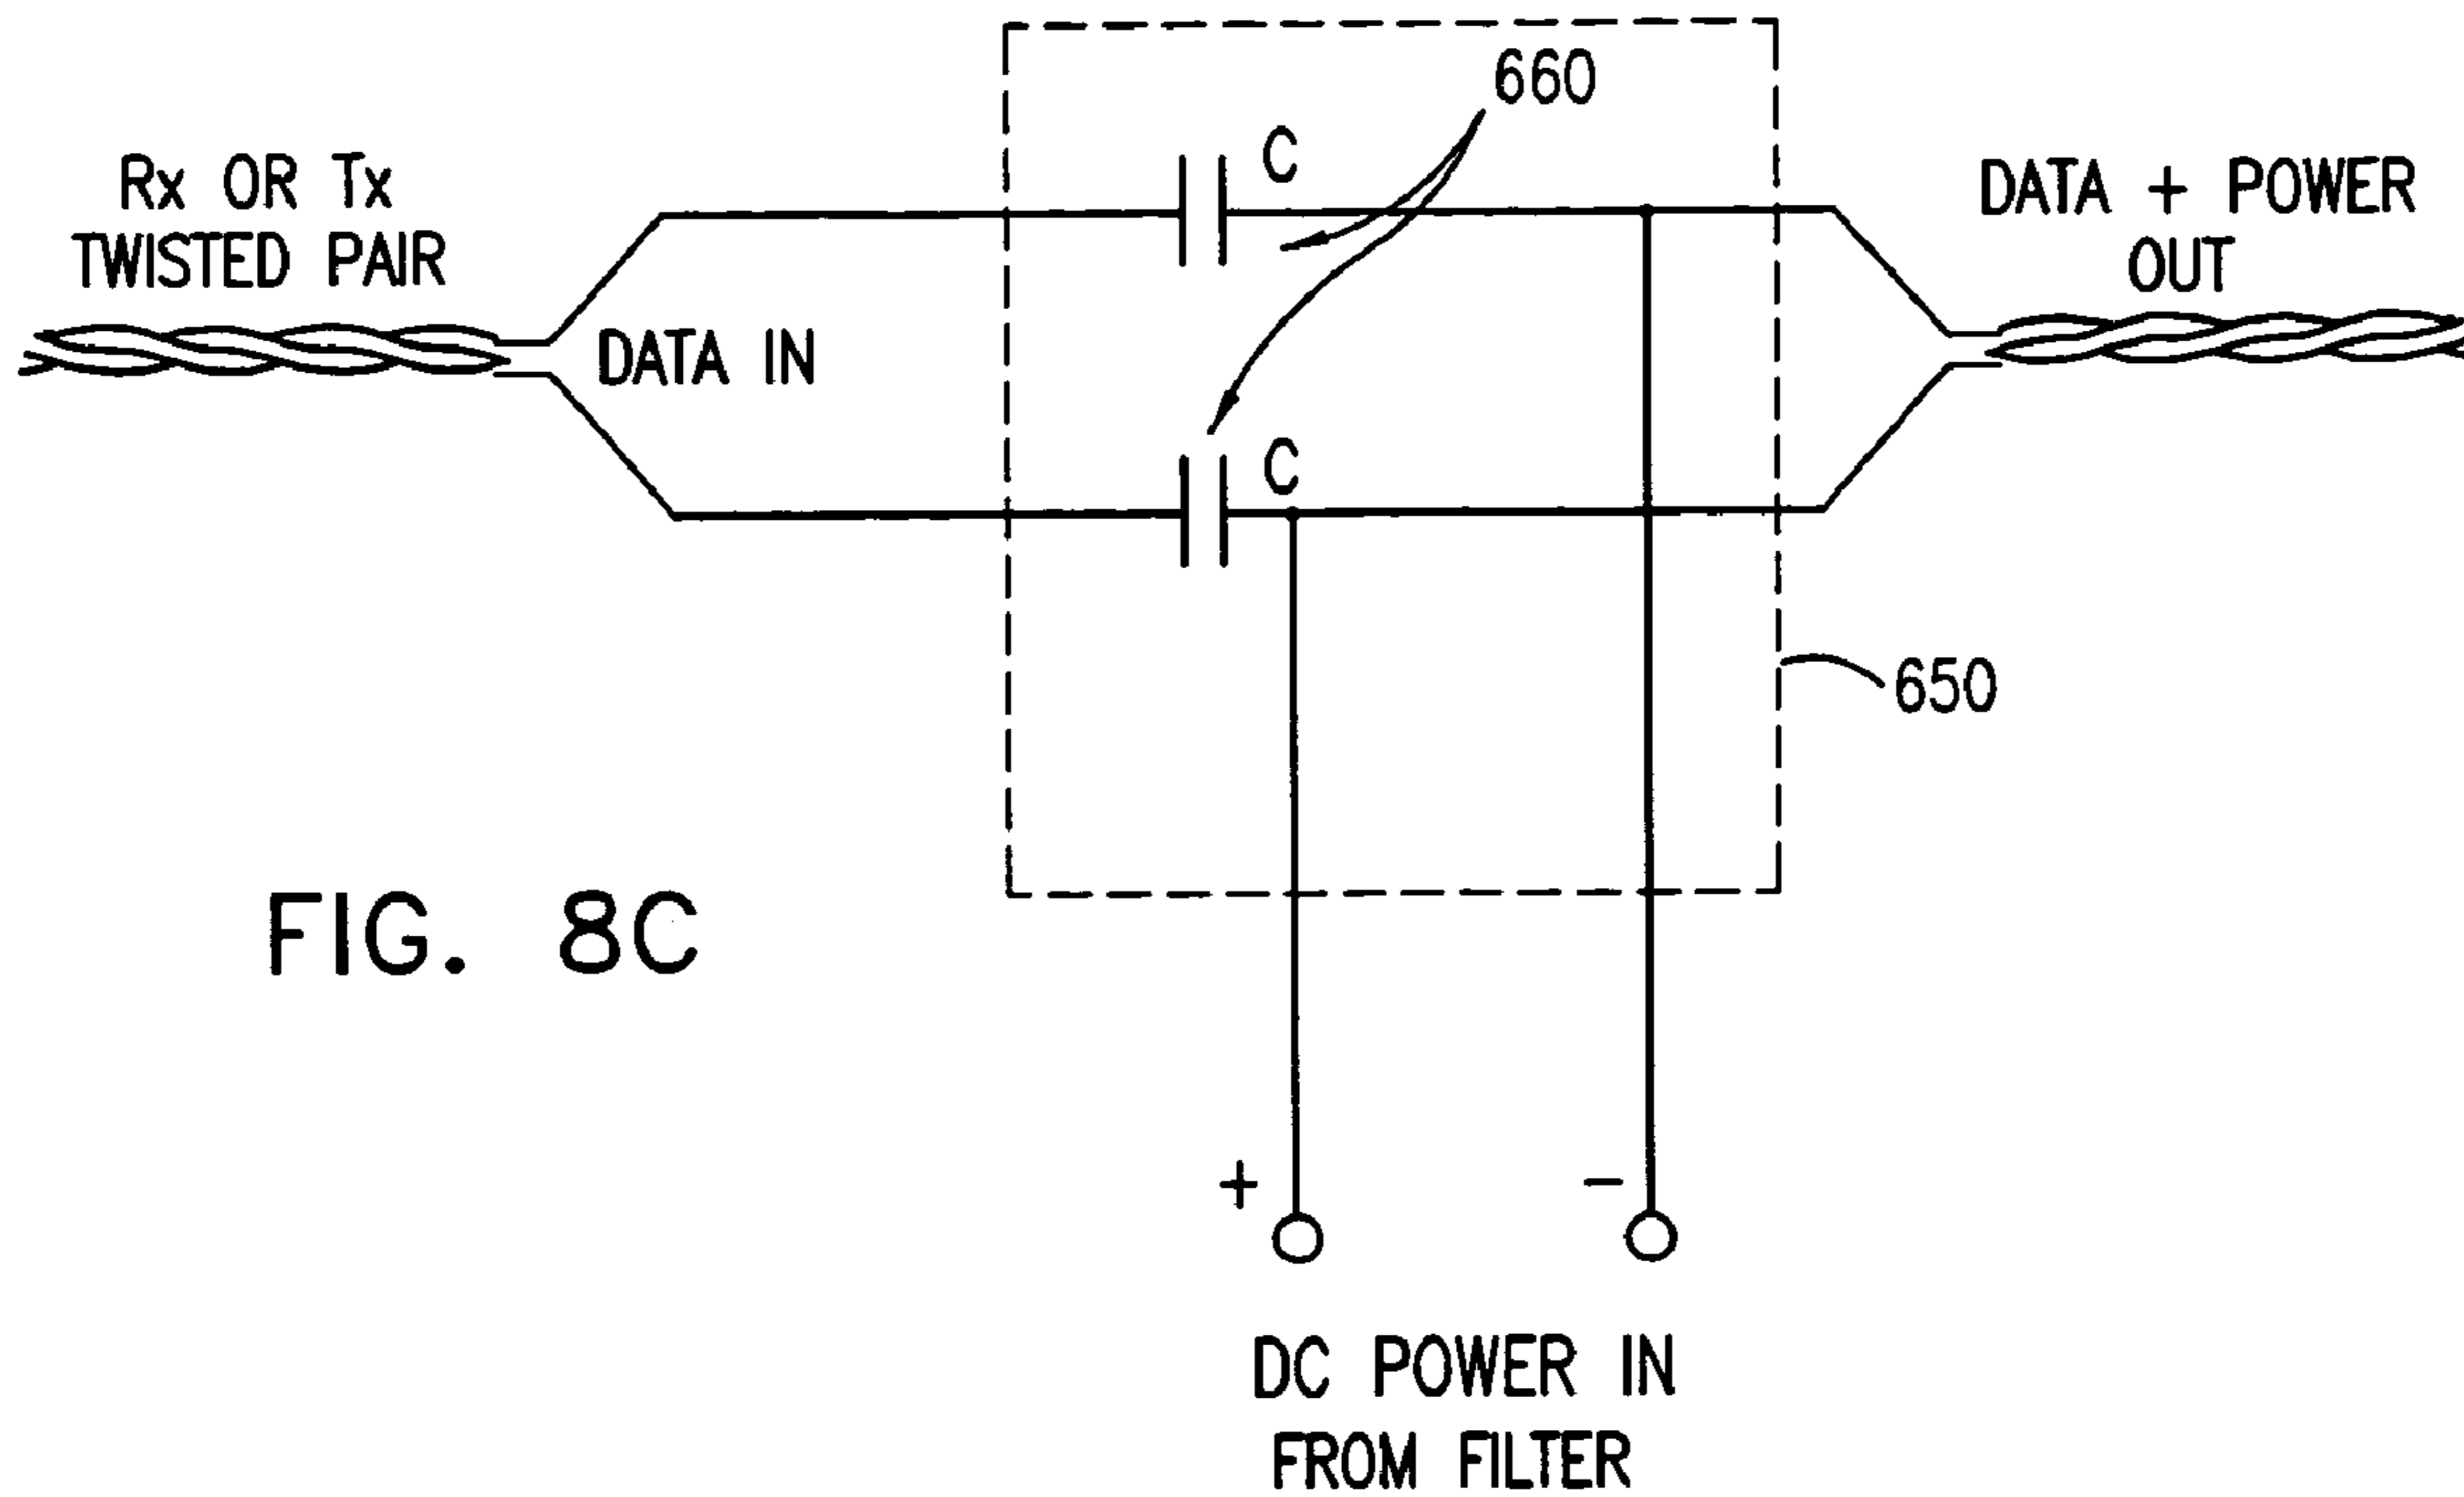 660
C
Rx OR Tx
TWISTED PAIR
DATA + POWER
OUT
DATA IN
C
650
FIG. 8C
+ −
DC POWER IN
FROM FILTER